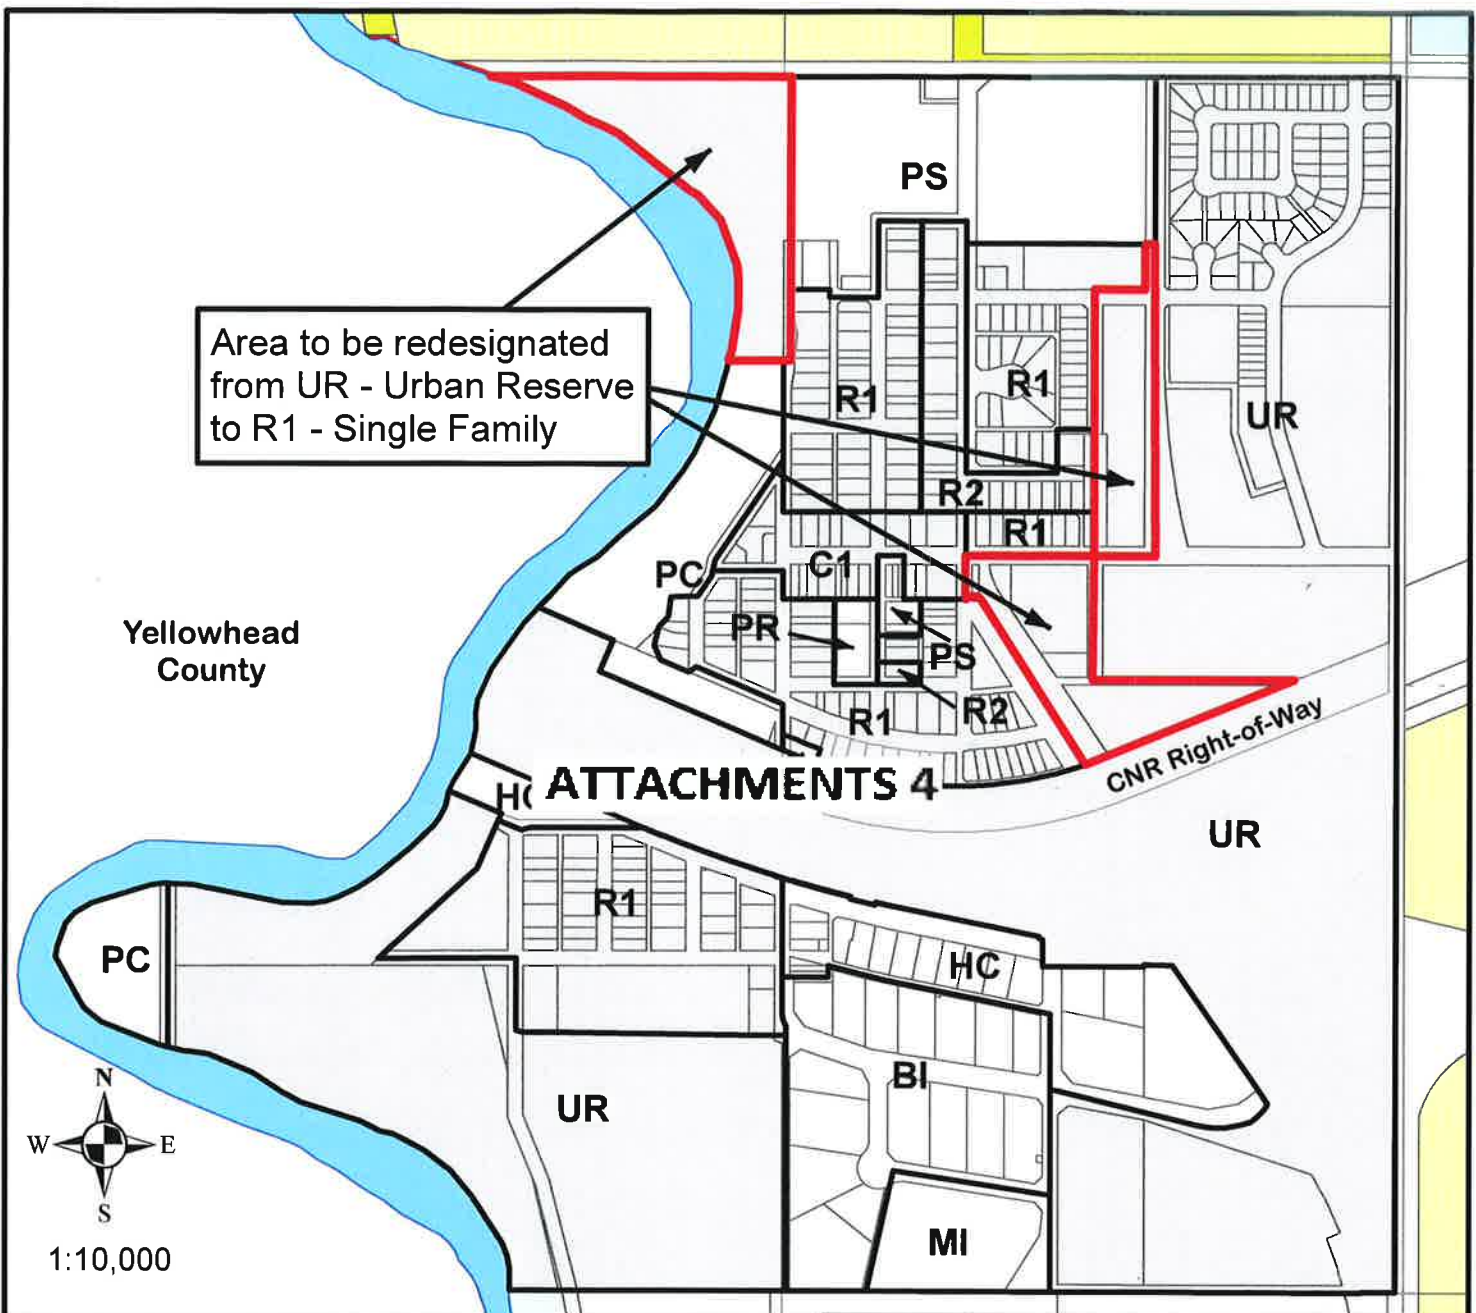 PS
Area to be redesignated
from UR - Urban Reserve
to R1 - Single Family
R1
R1
UR
R2
R1
C1
PC
PR
PS
Yellowhead
County
R2
R1
CNR Right-of-Way
ATTACHMENTS 4
UR
R1
PC
HC
BI
UR
N
W E
S
MI
1:10,000